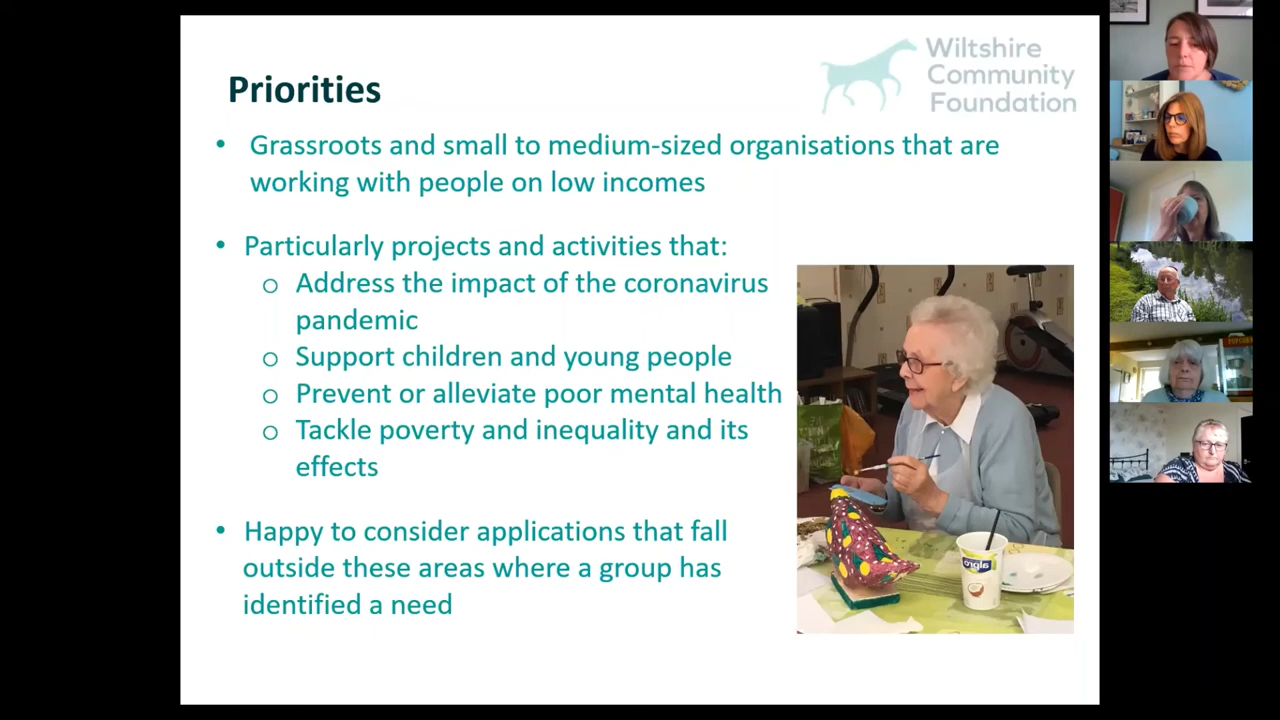 Wiltshire
Community
Foundation
Priorities
• Grassroots and small to medium-sized organisations that are
working with people on low incomes
• Particularly projects and activities that:
o Address the impact of the coronavirus
pandemic
o Support children and young people
o Prevent or alleviate poor mental health
o Tackle poverty and inequality and its
effects
• Happy to consider applications that fall
outside these areas where a group has
identified a need
alpro
POPCORN